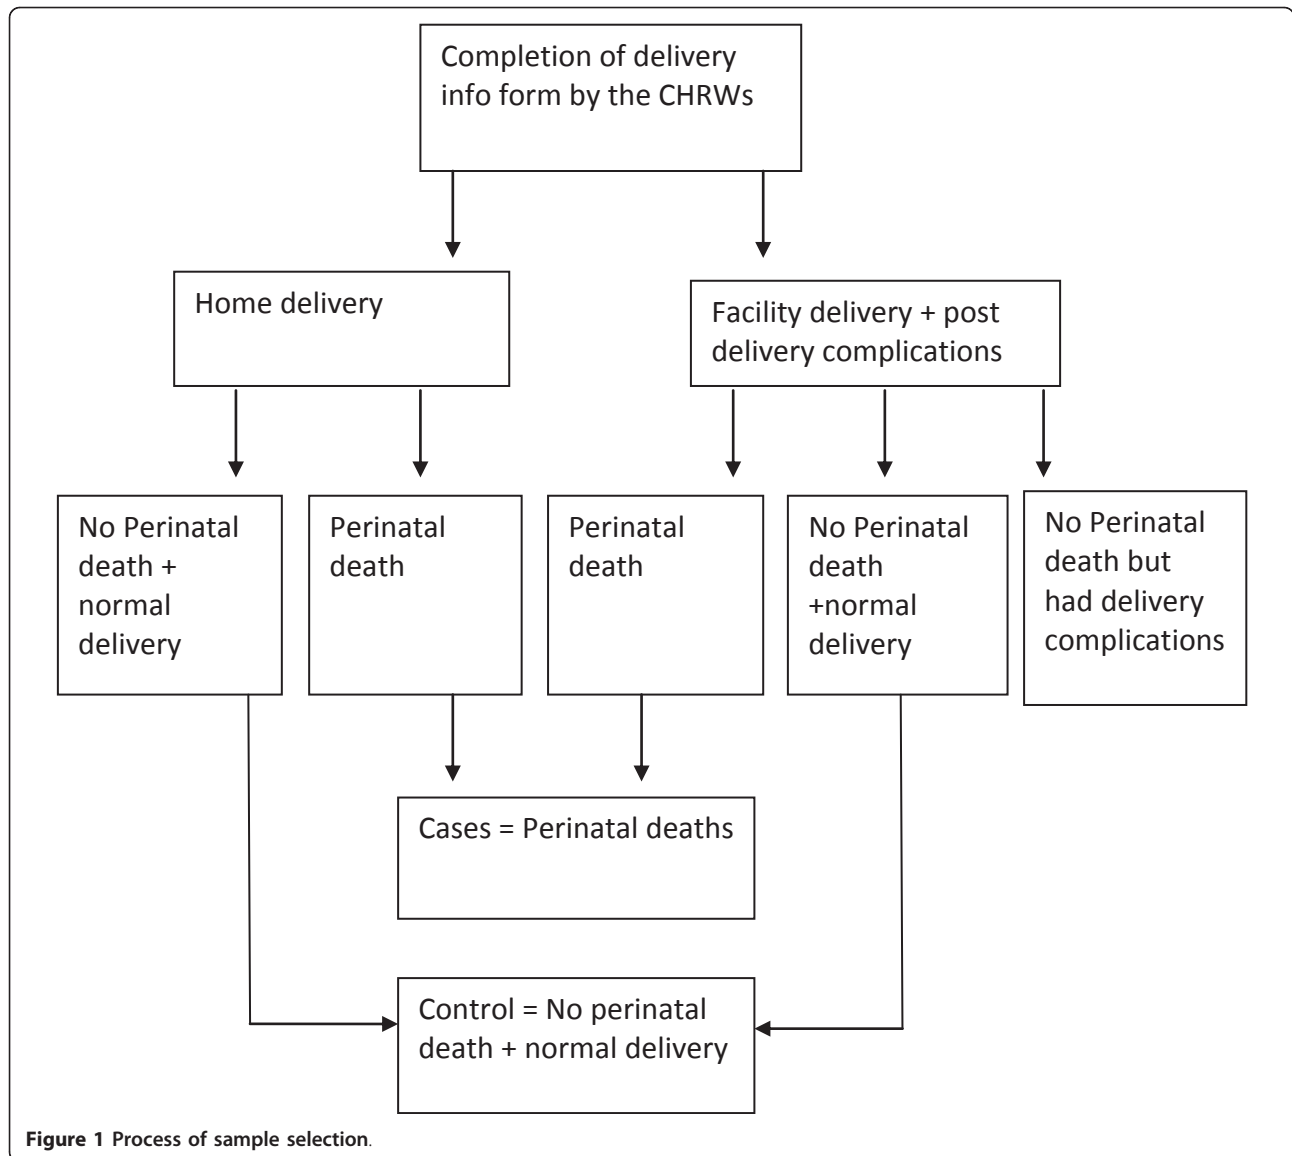 Completion of delivery
info form by the CHRWs
Home delivery
Facility delivery + post
delivery complications
No Perinatal
death +
normal
delivery
Perinatal
death
Perinatal
death
No Perinatal
death
+normal
delivery
No Perinatal
death but
had delivery
complications
Cases = Perinatal deaths
Control = No perinatal
death + normal delivery
Figure 1 Process of sample selection.